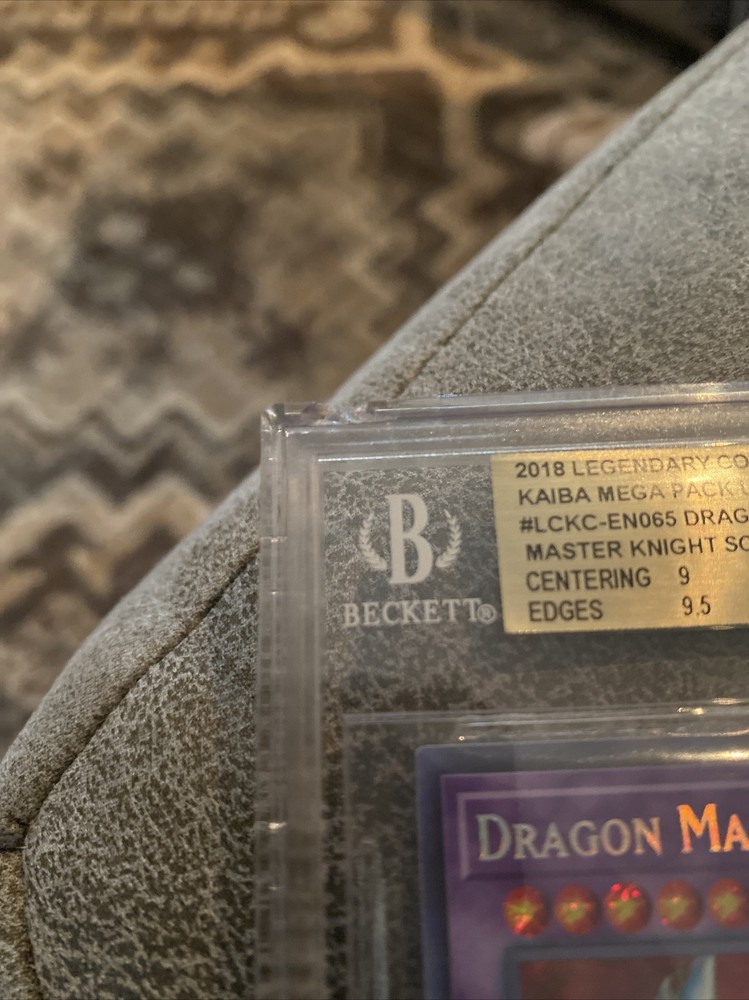 B
BECKETT®
2018 LEGENDARY CO
KAIBA MEGA PACK
#LCKC-EN065 DRAG
MASTER KNIGHT SC
CENTERING 9
EDGES 9.5
DRAGON MA